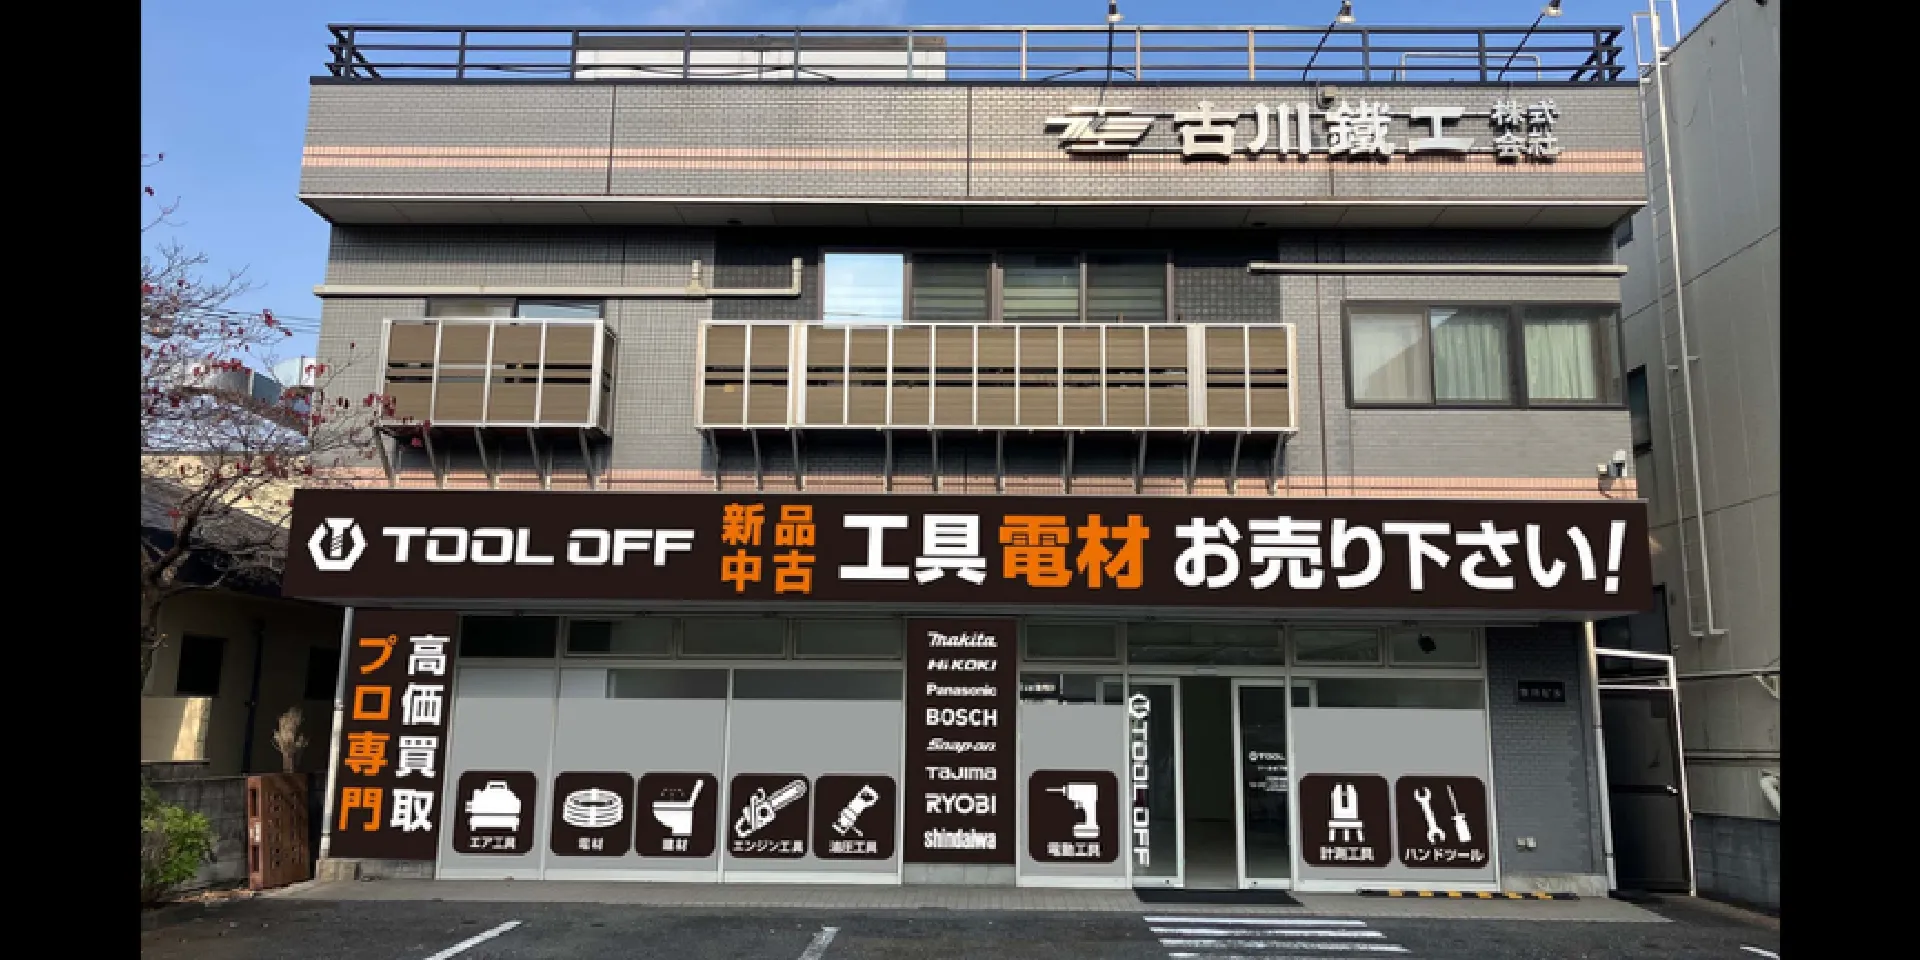 古川鐵工 株式会社
TOOL OFF 新品 中古 工具電材 お売り下さい!
高価買取
プロ専門
makita
HiKOKI
Panasonic
BOSCH
Snap-on
TAJIMA
RYOBI
shindaiwa
TOOL OFF
TOOL
エア工具
電材
建材
エンジン工具
油圧工具
電動工具
計測工具
ハンドツール